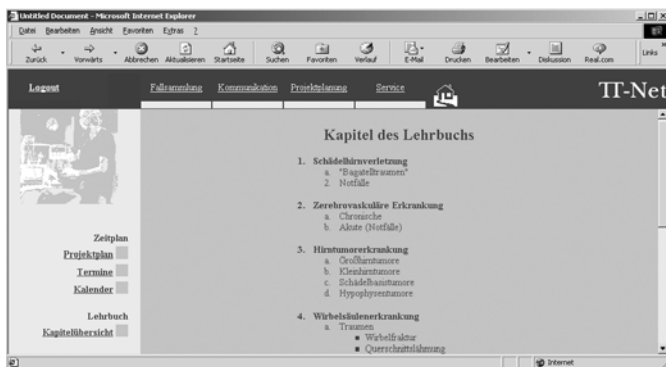 Untitled Document - Microsoft Internet Explorer
Datei Bearbeiten Ansicht Favoriten Extras ?
Zurück Vorwärts Abbrechen Aktualisieren Startseite Suchen Favoriten Verlauf E-Mail Drucken Bearbeiten Diskussion Real.com Links »
Logout Fallsammlung Kommunikation Projektplanung Service π-Net
Kapitel des Lehrbuchs
1. Schädelhirnverletzung
a. "Bagatelltraumen"
2. Notfälle
2. Zerebrovaskuläre Erkrankung
a. Chronische
b. Akute (Notfälle)
3. Hirntumorerkrankung
a. Großhirntumore
b. Kleinhirntumore
c. Schädelbasistumore
d. Hypophysentumore
4. Wirbelsäulenerkrankung
a. Traumen
▪ Wirbelfraktur
▪ Querschnittslähmung
Zeitplan
Projektplan
Termine
Kalender
Lehrbuch
Kapitelübersicht
Internet